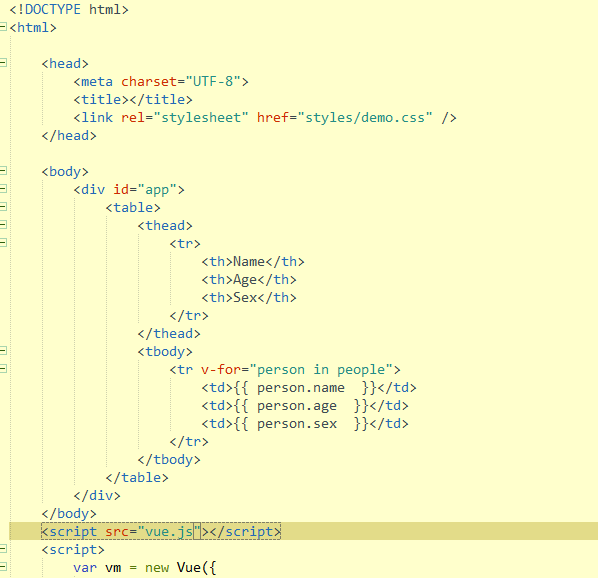 <!DOCTYPE html>
<html>
<head>
<meta charset="UTF-8">
<title></title>
<link rel="stylesheet" href="styles/demo.css" />
</head>
<body>
<div id="app">
<table>
<thead>
<tr>
<th>Name</th>
<th>Age</th>
<th>Sex</th>
</tr>
</thead>
<tbody>
<tr v-for="person in people">
<td>{{ person.name  }}</td>
<td>{{ person.age  }}</td>
<td>{{ person.sex  }}</td>
</tr>
</tbody>
</table>
</div>
</body>
<script src="vue.js"></script>
<script>
var vm = new Vue({